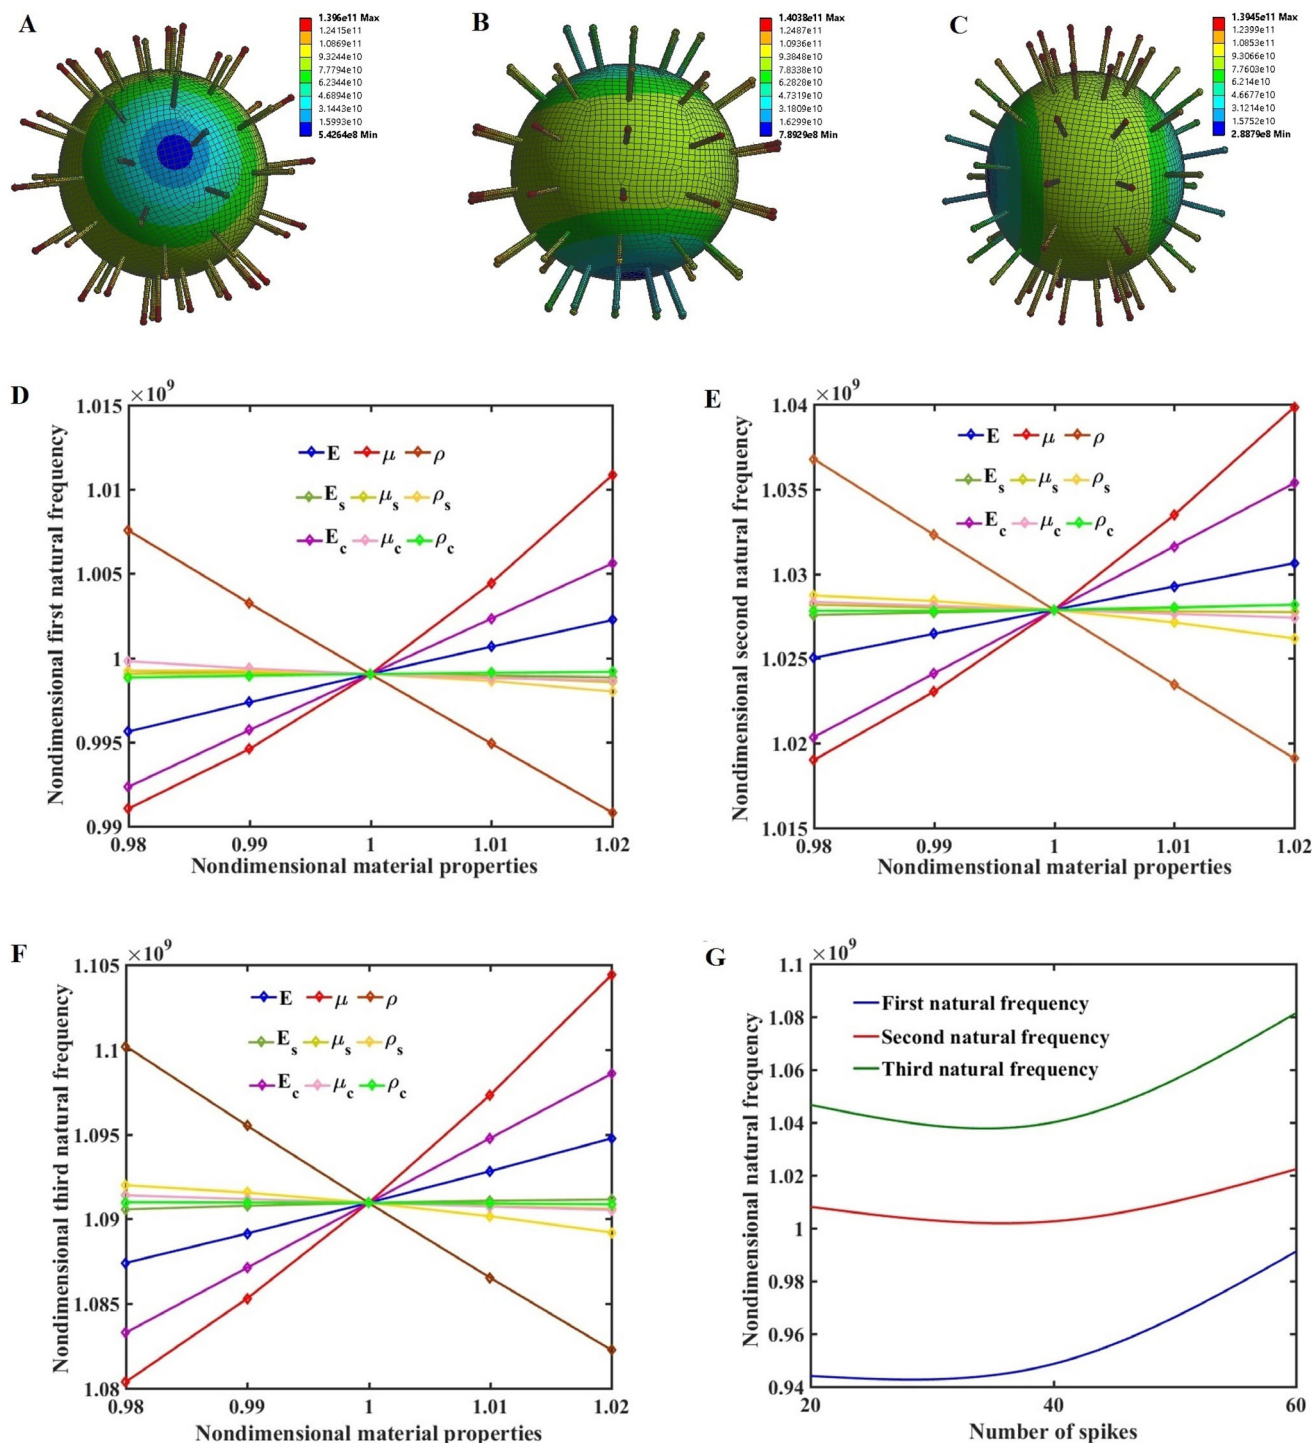 A
1.396e11 Max
1.2415e11
1.0869e11
9.3244e10
7.7794e10
6.2344e10
4.6894e10
3.1443e10
1.5993e10
5.4264e8 Min
B
1.4038e11 Max
1.2487e11
1.0936e11
9.3848e10
7.8338e10
6.2828e10
4.7319e10
3.1809e10
1.6299e10
7.8929e8 Min
C
1.3945e11 Max
1.2399e11
1.0853e11
9.3066e10
7.7603e10
6.214e10
4.6677e10
3.1214e10
1.5752e10
2.8879e8 Min
D
×10⁹
1.015
1.01
1.005
1
0.995
0.99
Nondimensional first natural frequency
E μ ρ
Eₛ μₛ ρₛ
E꜀ μ꜀ ρ꜀
0.98 0.99 1 1.01 1.02
Nondimensional material properties
E
×10⁹
1.04
1.035
1.03
1.025
1.02
1.015
Nondimensional second natural frequency
E μ ρ
Eₛ μₛ ρₛ
E꜀ μ꜀ ρ꜀
0.98 0.99 1 1.01 1.02
Nondimenstional material properties
F
×10⁹
1.105
1.1
1.095
1.09
1.085
1.08
Nondimensional third natural frequency
E μ ρ
Eₛ μₛ ρₛ
E꜀ μ꜀ ρ꜀
0.98 0.99 1 1.01 1.02
Nondimensional material properties
G
×10⁹
1.1
1.08
1.06
1.04
1.02
1
0.98
0.96
0.94
Nondimensional natural frequency
First natural frequency
Second natural frequency
Third natural frequency
20 40 60
Number of spikes